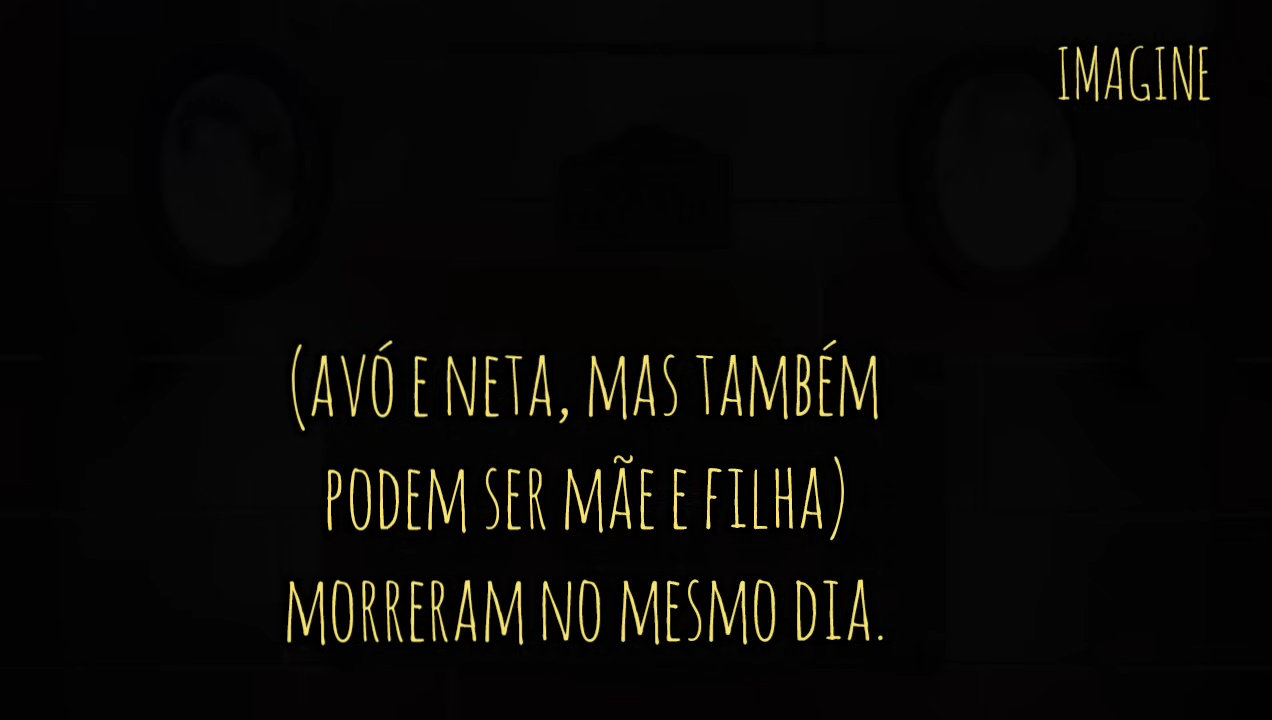 IMAGINE
(AVÓ E NETA, MAS TAMBÉM
PODEM SER MÃE E FILHA)
MORRERAM NO MESMO DIA.